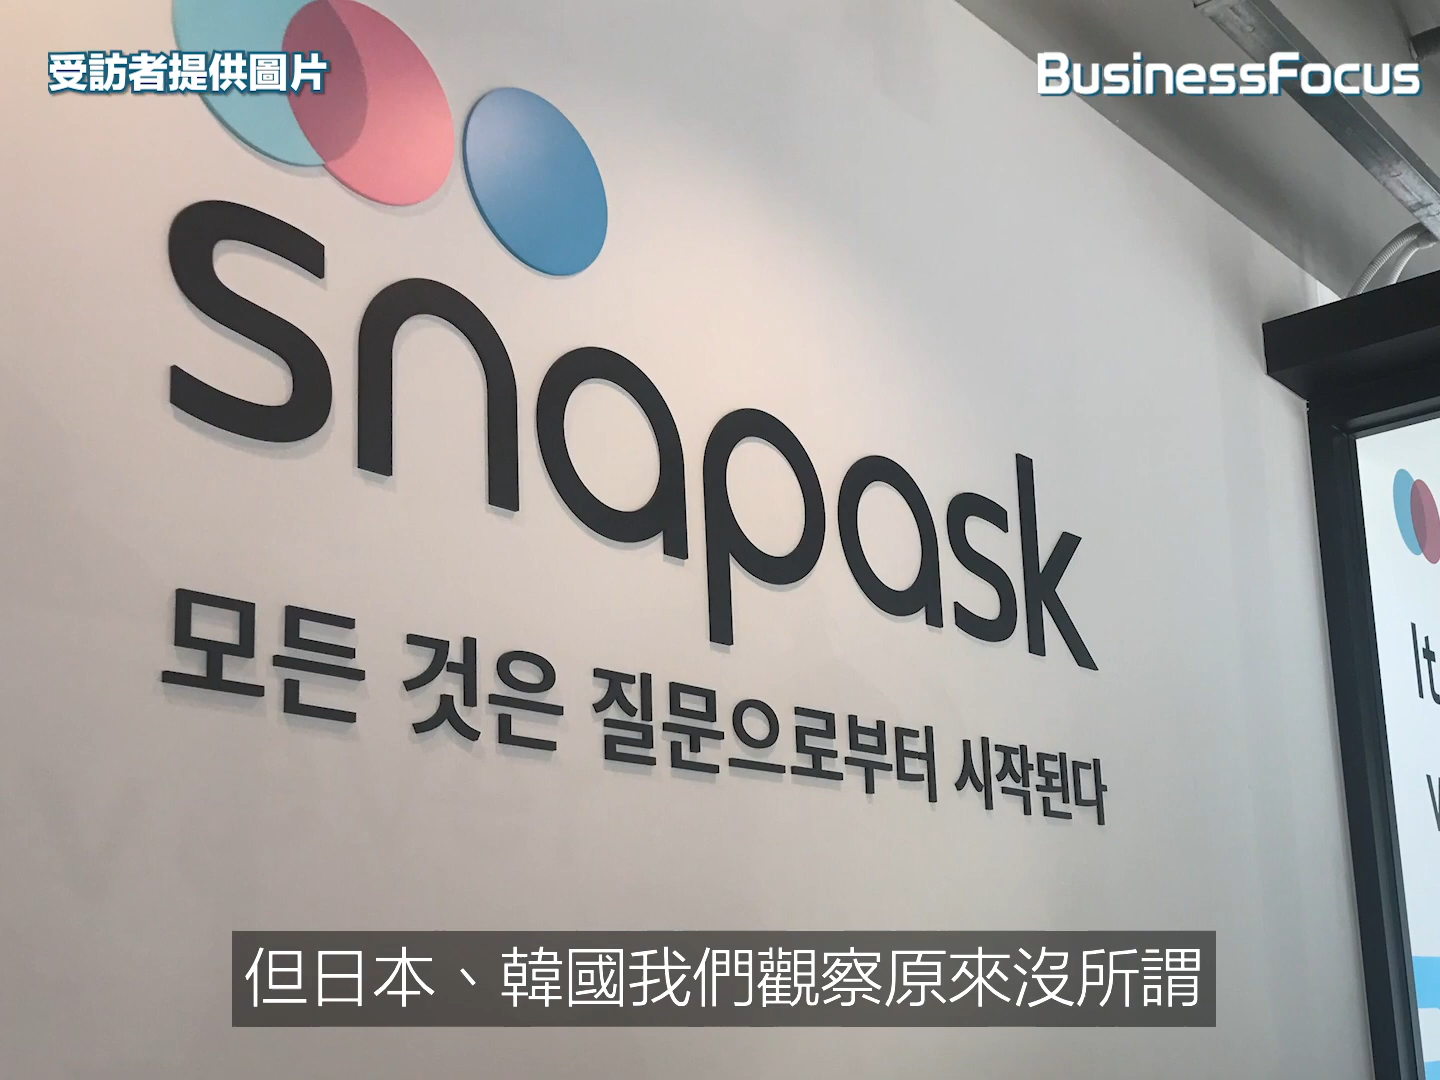 受訪者提供圖片
BusinessFocus
snapask
모든 것은 질문으로부터 시작된다
It
但日本、韓國我們觀察原來沒所謂